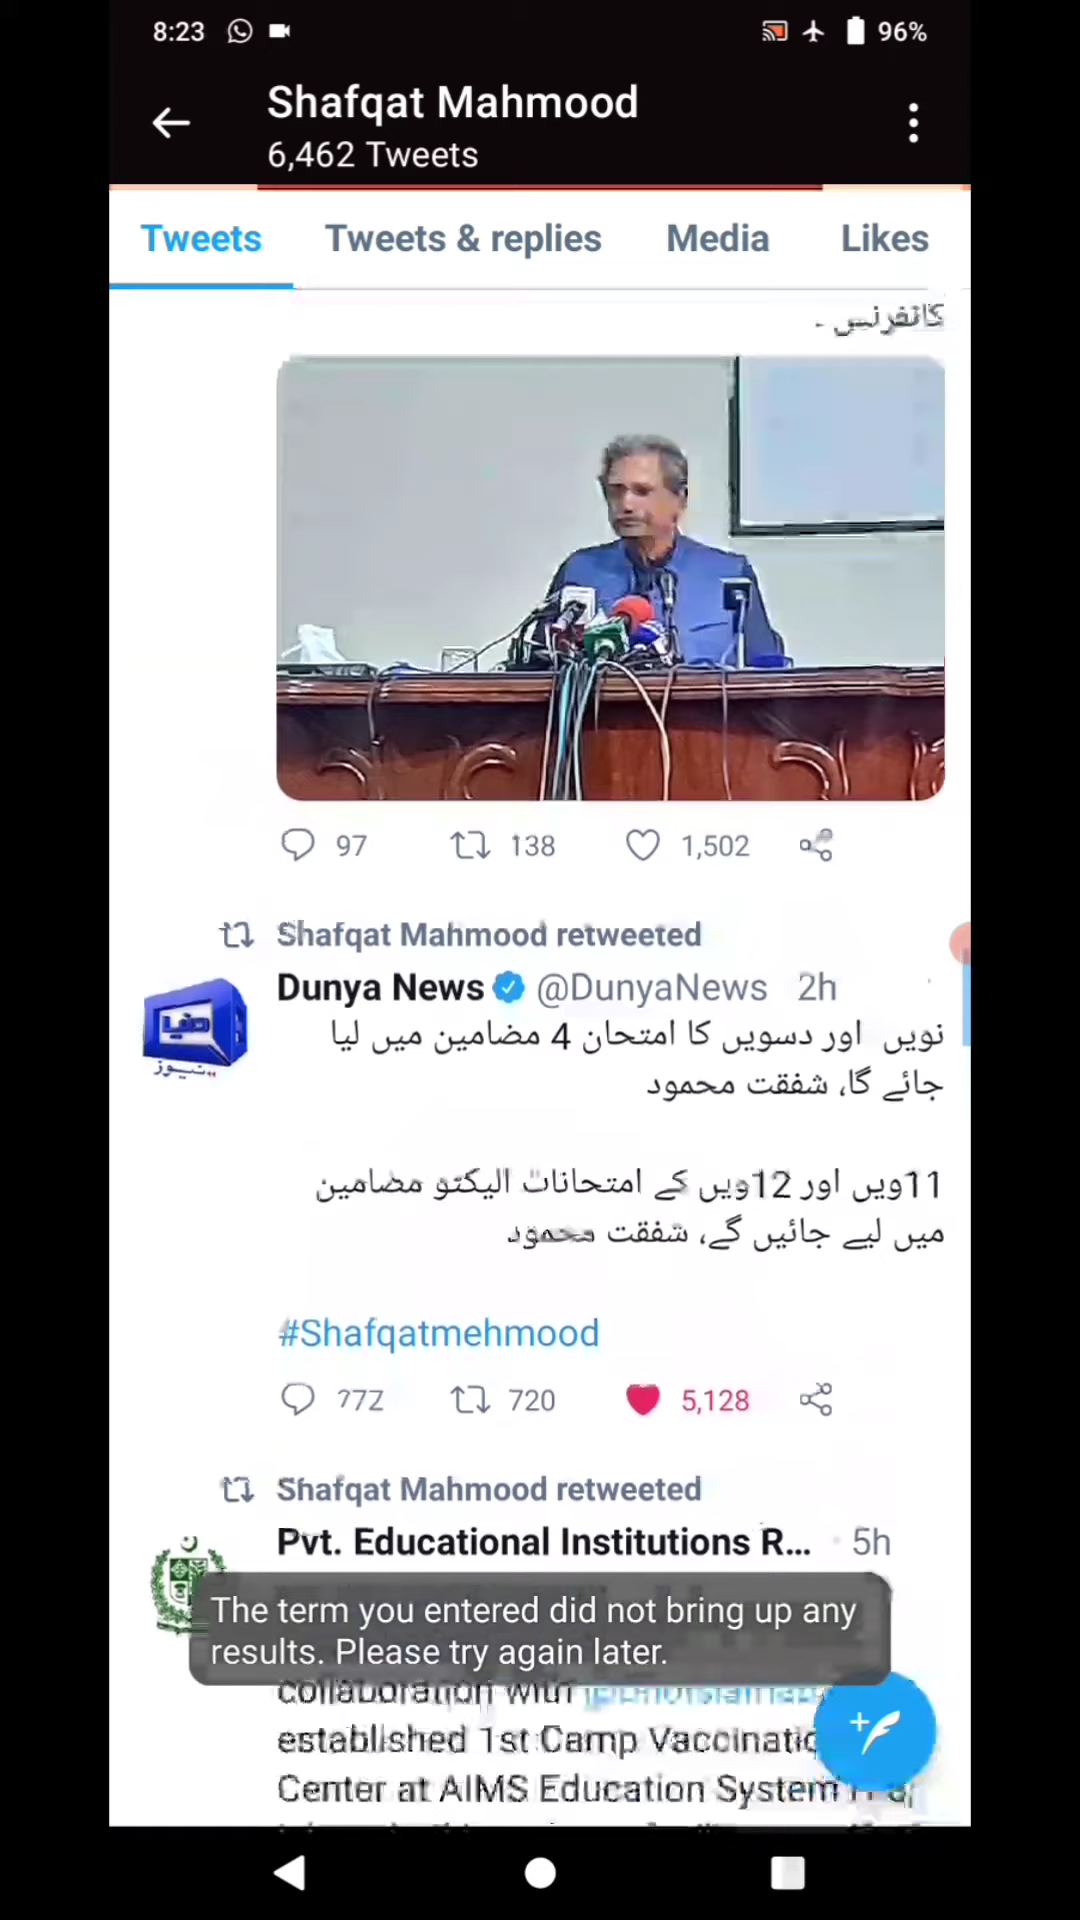 8:23
96%
Shafqat Mahmood
6,462 Tweets
Tweets
Tweets & replies
Media
Likes
کانفرنس ۔
97
138
1,502
Shafqat Mahmood retweeted
Dunya News @DunyaNews 2h
دنیا
نیوز
نویں اور دسویں کا امتحان 4 مضامین میں لیا
جائے گا، شفقت محمود
11ویں اور 12ویں کے امتحانات الیکٹو مضامین
میں لیے جائیں گے، شفقت محمود
#Shafqatmehmood
720
5,128
Shafqat Mahmood retweeted
Pvt. Educational Institutions R... · 5h
The term you entered did not bring up any
results. Please try again later.
collaboration with
established 1st Camp
Center at AIMS Education System